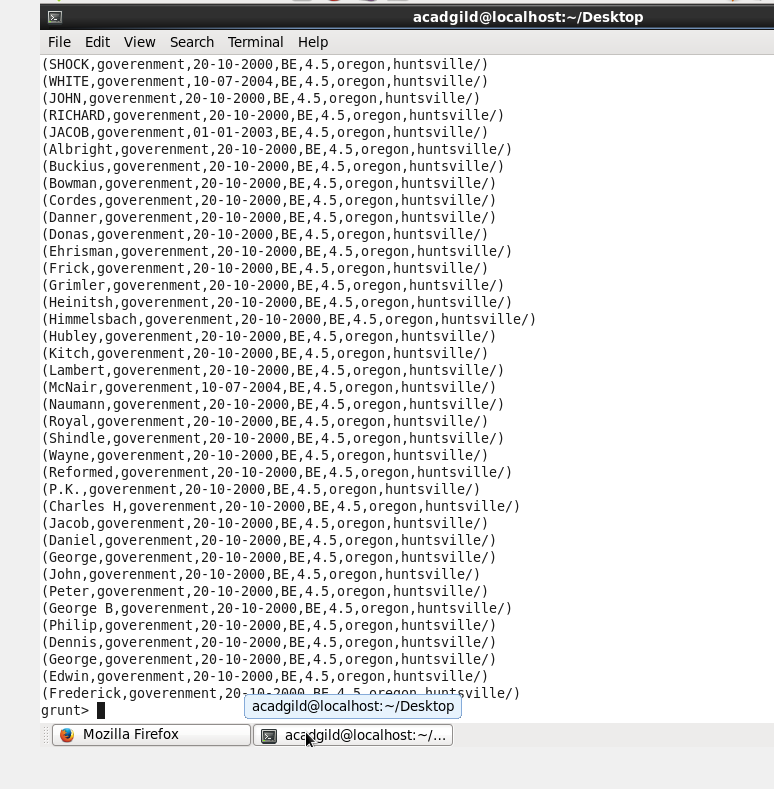 acadgild@localhost:~/Desktop
File Edit View Search Terminal Help
(SHOCK,goverenment,20-10-2000,BE,4.5,oregon,huntsville/)
(WHITE,goverenment,10-07-2004,BE,4.5,oregon,huntsville/)
(JOHN,goverenment,20-10-2000,BE,4.5,oregon,huntsville/)
(RICHARD,goverenment,20-10-2000,BE,4.5,oregon,huntsville/)
(JACOB,goverenment,01-01-2003,BE,4.5,oregon,huntsville/)
(Albright,goverenment,20-10-2000,BE,4.5,oregon,huntsville/)
(Buckius,goverenment,20-10-2000,BE,4.5,oregon,huntsville/)
(Bowman,goverenment,20-10-2000,BE,4.5,oregon,huntsville/)
(Cordes,goverenment,20-10-2000,BE,4.5,oregon,huntsville/)
(Danner,goverenment,20-10-2000,BE,4.5,oregon,huntsville/)
(Donas,goverenment,20-10-2000,BE,4.5,oregon,huntsville/)
(Ehrisman,goverenment,20-10-2000,BE,4.5,oregon,huntsville/)
(Frick,goverenment,20-10-2000,BE,4.5,oregon,huntsville/)
(Grimler,goverenment,20-10-2000,BE,4.5,oregon,huntsville/)
(Heinitsh,goverenment,20-10-2000,BE,4.5,oregon,huntsville/)
(Himmelsbach,goverenment,20-10-2000,BE,4.5,oregon,huntsville/)
(Hubley,goverenment,20-10-2000,BE,4.5,oregon,huntsville/)
(Kitch,goverenment,20-10-2000,BE,4.5,oregon,huntsville/)
(Lambert,goverenment,20-10-2000,BE,4.5,oregon,huntsville/)
(McNair,goverenment,10-07-2004,BE,4.5,oregon,huntsville/)
(Naumann,goverenment,20-10-2000,BE,4.5,oregon,huntsville/)
(Royal,goverenment,20-10-2000,BE,4.5,oregon,huntsville/)
(Shindle,goverenment,20-10-2000,BE,4.5,oregon,huntsville/)
(Wayne,goverenment,20-10-2000,BE,4.5,oregon,huntsville/)
(Reformed,goverenment,20-10-2000,BE,4.5,oregon,huntsville/)
(P.K.,goverenment,20-10-2000,BE,4.5,oregon,huntsville/)
(Charles H,goverenment,20-10-2000,BE,4.5,oregon,huntsville/)
(Jacob,goverenment,20-10-2000,BE,4.5,oregon,huntsville/)
(Daniel,goverenment,20-10-2000,BE,4.5,oregon,huntsville/)
(George,goverenment,20-10-2000,BE,4.5,oregon,huntsville/)
(John,goverenment,20-10-2000,BE,4.5,oregon,huntsville/)
(Peter,goverenment,20-10-2000,BE,4.5,oregon,huntsville/)
(George B,goverenment,20-10-2000,BE,4.5,oregon,huntsville/)
(Philip,goverenment,20-10-2000,BE,4.5,oregon,huntsville/)
(Dennis,goverenment,20-10-2000,BE,4.5,oregon,huntsville/)
(George,goverenment,20-10-2000,BE,4.5,oregon,huntsville/)
(Edwin,goverenment,20-10-2000,BE,4.5,oregon,huntsville/)
(Frederick,goverenment,20-10-2000,BE,4.5,oregon,huntsville/)
grunt>
acadgild@localhost:~/Desktop
Mozilla Firefox
acadgild@localhost:~/...